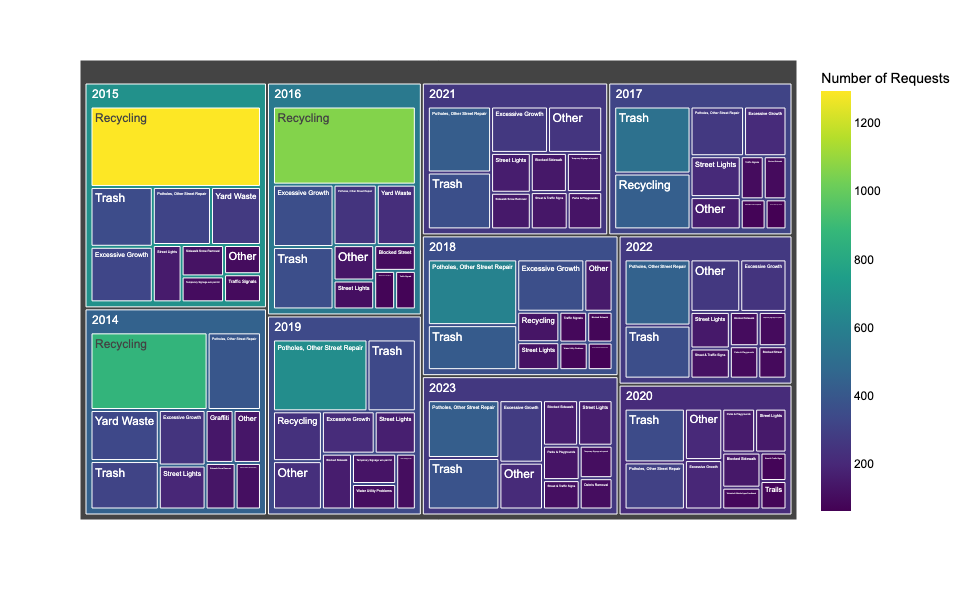 Number of Requests
1200
1000
800
600
400
200
2015
Recycling
Trash
Potholes, Other Street Repair
Yard Waste
Excessive Growth
Street Lights
Sidewalk Snow Removal
Other
Traffic Signals
2016
Recycling
Excessive Growth
Potholes, Other Street Repair
Yard Waste
Trash
Other
Blocked Street
Street Lights
2021
Potholes, Other Street Repair
Excessive Growth
Other
Trash
Street Lights
Blocked Sidewalk
Sidewalk Snow Removal
Street & Traffic Signs
Parks & Playgrounds
2017
Trash
Potholes, Other Street Repair
Excessive Growth
Recycling
Street Lights
Other
2018
Potholes, Other Street Repair
Excessive Growth
Other
Trash
Recycling
Traffic Signals
Street Lights
2022
Potholes, Other Street Repair
Other
Excessive Growth
Trash
Street Lights
Blocked Sidewalk
Street & Traffic Signs
Blocked Street
2014
Recycling
Potholes, Other Street Repair
Yard Waste
Excessive Growth
Graffiti
Other
Trash
Street Lights
2019
Potholes, Other Street Repair
Trash
Recycling
Excessive Growth
Street Lights
Other
Blocked Sidewalk
Water Utility Problems
2023
Potholes, Other Street Repair
Excessive Growth
Blocked Sidewalk
Street Lights
Trash
Other
Parks & Playgrounds
Street & Traffic Signs
Debris Removal
2020
Trash
Other
Parks & Playgrounds
Street Lights
Potholes, Other Street Repair
Excessive Growth
Blocked Sidewalk
Trails